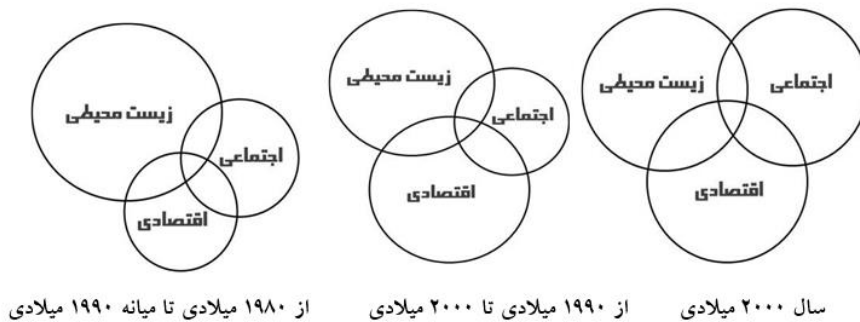 زیست محیطی
اجتماعی
اقتصادی
زیست محیطی
اجتماعی
اقتصادی
زیست محیطی
اجتماعی
اقتصادی
سال ۲۰۰۰ میلادی
از ۱۹۹۰ میلادی تا ۲۰۰۰ میلادی
از ۱۹۸۰ میلادی تا میانه ۱۹۹۰ میلادی